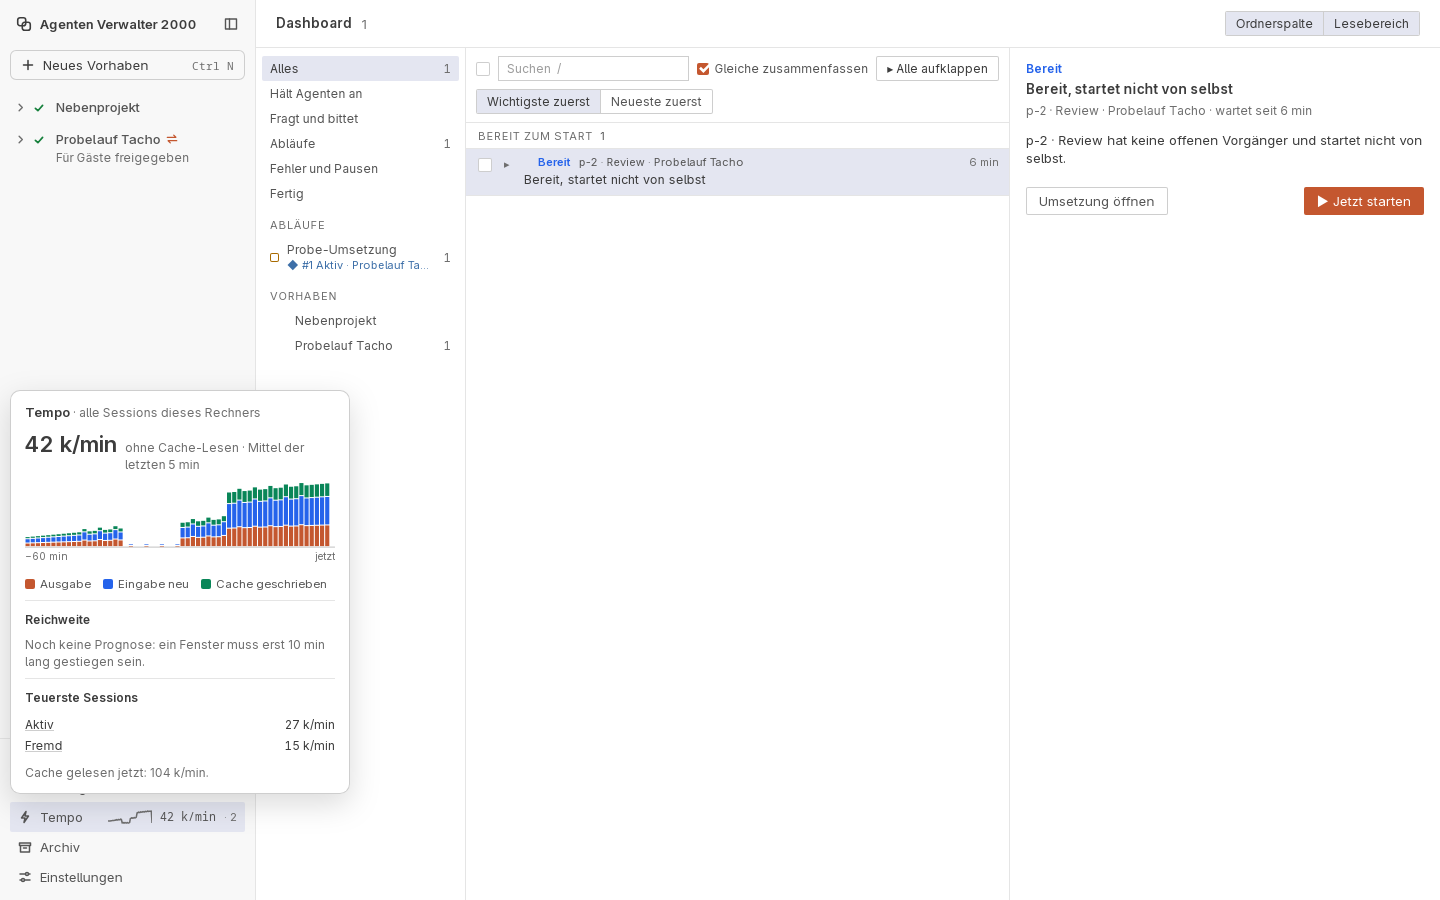 Agenten Verwalter 2000
Neues Vorhaben Ctrl N
Nebenprojekt
Probelauf Tacho
Für Gäste freigegeben
Dashboard 1
Ordnerspalte Lesebereich
Alles 1
Hält Agenten an
Fragt und bittet
Abläufe 1
Fehler und Pausen
Fertig
ABLÄUFE
Probe-Umsetzung 1
#1 Aktiv · Probelauf Ta…
VORHABEN
Nebenprojekt
Probelauf Tacho 1
Suchen / Gleiche zusammenfassen ▸ Alle aufklappen
Wichtigste zuerst Neueste zuerst
BEREIT ZUM START 1
▸ Bereit p-2 · Review · Probelauf Tacho 6 min
Bereit, startet nicht von selbst
Bereit
Bereit, startet nicht von selbst
p-2 · Review · Probelauf Tacho · wartet seit 6 min
p-2 · Review hat keine offenen Vorgänger und startet nicht von
selbst.
Umsetzung öffnen ▶ Jetzt starten
Tempo · alle Sessions dieses Rechners
42 k/min ohne Cache-Lesen · Mittel der
letzten 5 min
−60 min jetzt
Ausgabe Eingabe neu Cache geschrieben
Reichweite
Noch keine Prognose: ein Fenster muss erst 10 min
lang gestiegen sein.
Teuerste Sessions
Aktiv 27 k/min
Fremd 15 k/min
Cache gelesen jetzt: 104 k/min.
Tempo 42 k/min · 2
Archiv
Einstellungen